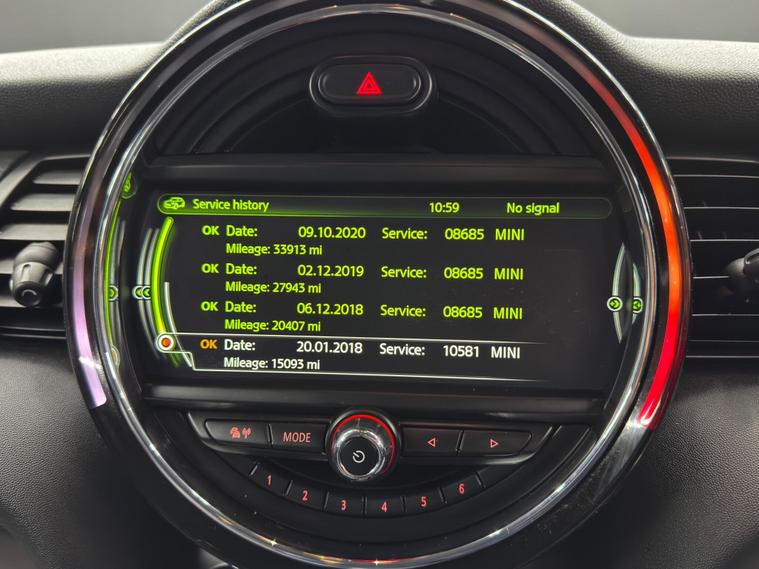 Service history 10:59 No signal
OK Date: 09.10.2020 Service: 08685 MINI
Mileage: 33913 mi
OK Date: 02.12.2019 Service: 08685 MINI
Mileage: 27943 mi
OK Date: 06.12.2018 Service: 08685 MINI
Mileage: 20407 mi
OK Date: 20.01.2018 Service: 10581 MINI
Mileage: 15093 mi
MODE
1 2 3 4 5 6